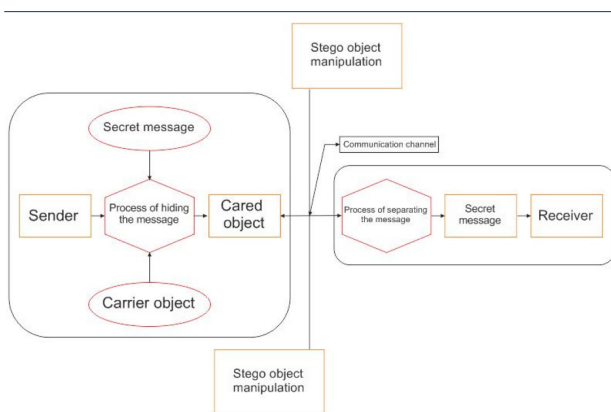 Stego object
manipulation
Secret message
Communication channel
Sender
Process of hiding
the message
Cared
object
Process of separating
the message
Secret
message
Receiver
Carrier object
Stego object
manipulation